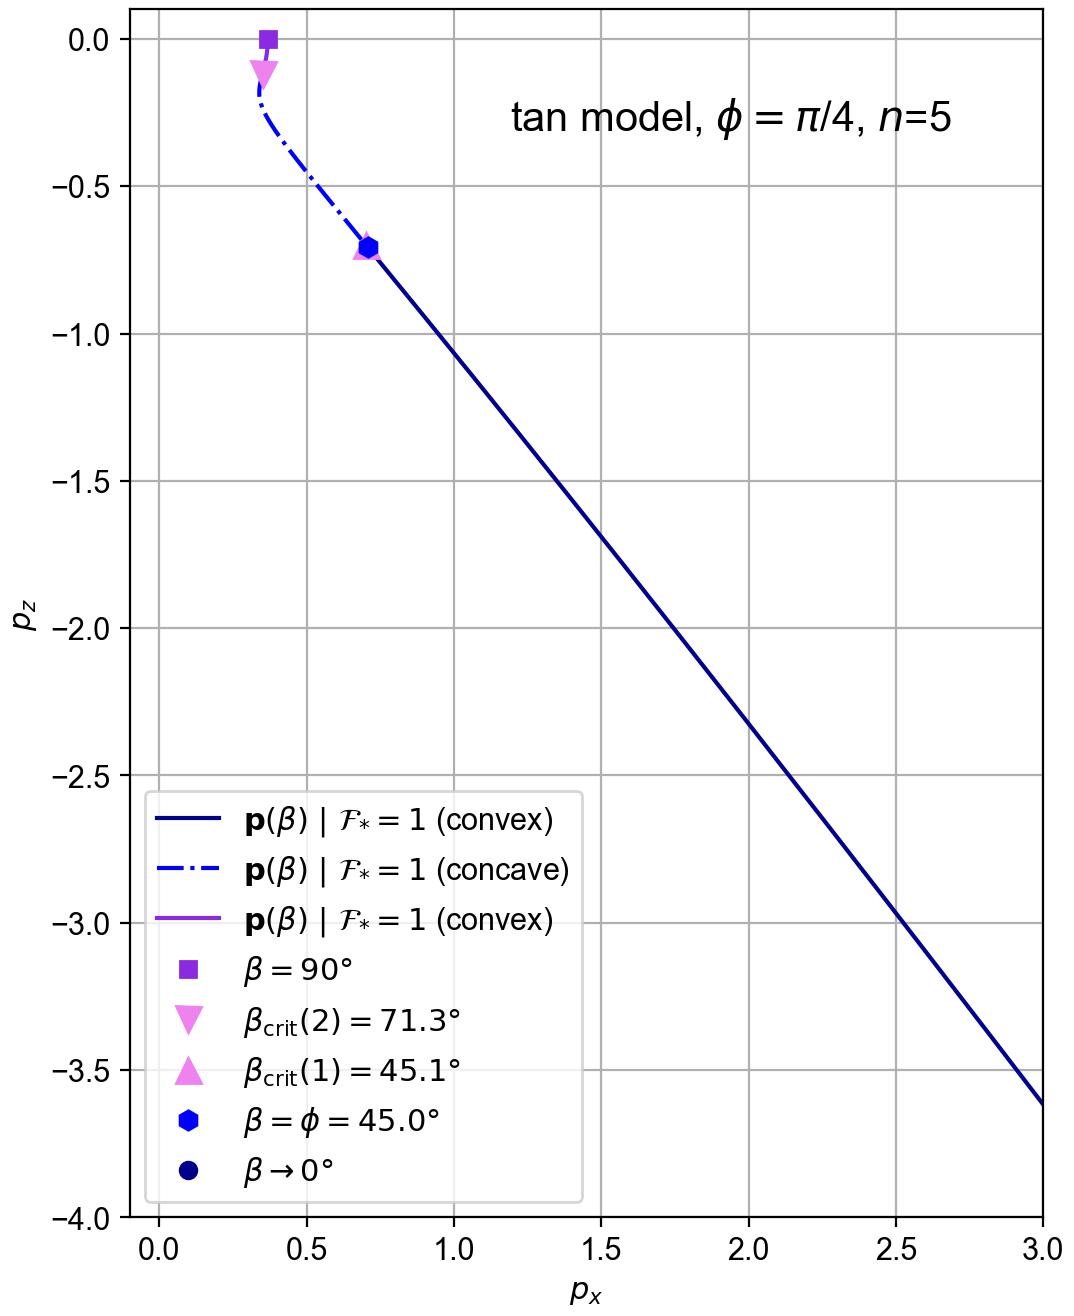 0.0
tan model, ϕ = π/4, n=5
−0.5
−1.0
−1.5
−2.0
−2.5
−3.0
−3.5
−4.0
p_z
p(β) | ℱ* = 1 (convex)
p(β) | ℱ* = 1 (concave)
p(β) | ℱ* = 1 (convex)
β = 90°
β_crit(2) = 71.3°
β_crit(1) = 45.1°
β = ϕ = 45.0°
β → 0°
0.0 0.5 1.0 1.5 2.0 2.5 3.0
p_x